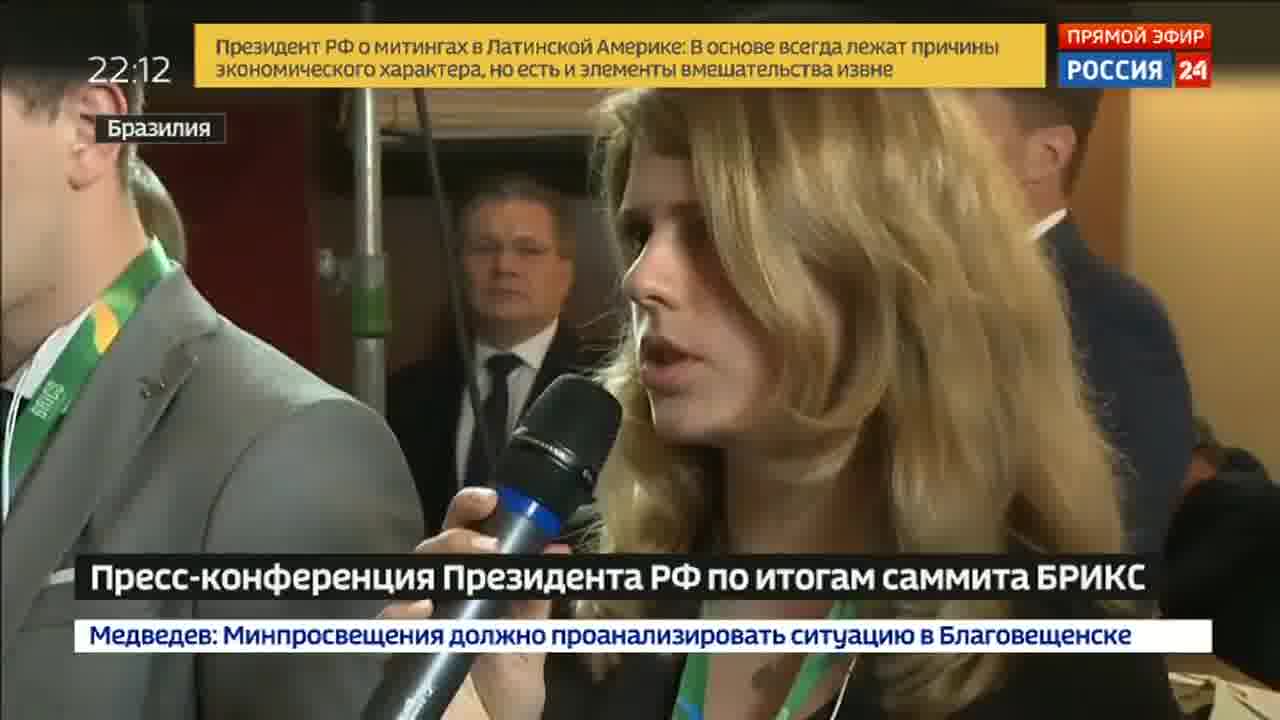 22:12
Президент РФ о митингах в Латинской Америке: В основе всегда лежат причины
экономического характера, но есть и элементы вмешательства извне
ПРЯМОЙ ЭФИР
РОССИЯ 24
Бразилия
BRICS
Пресс-конференция Президента РФ по итогам саммита БРИКС
Медведев: Минпросвещения должно проанализировать ситуацию в Благовещенске